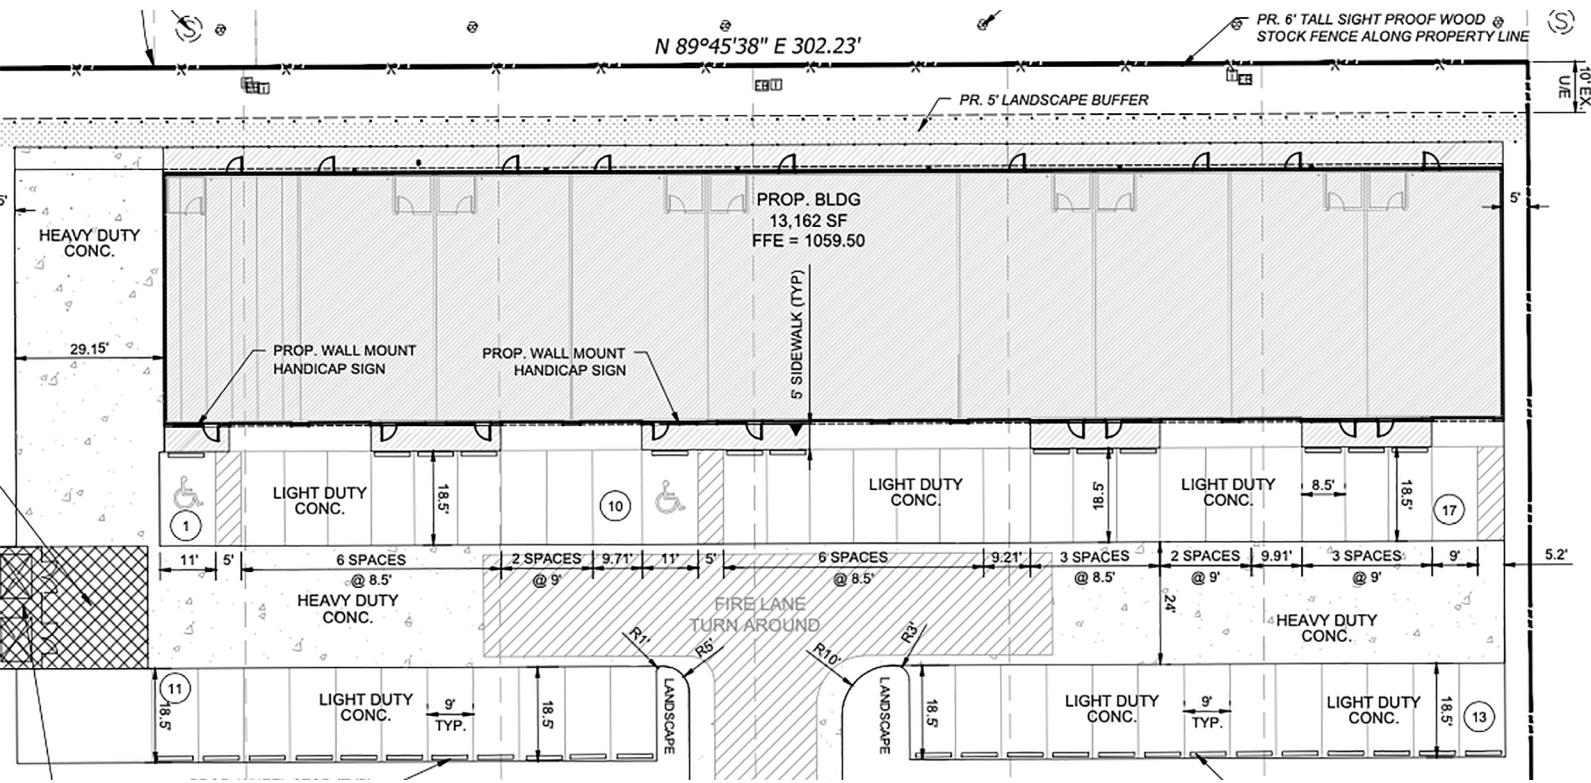 S
S
PR. 6' TALL SIGHT PROOF WOOD
STOCK FENCE ALONG PROPERTY LINE
N 89°45'38" E 302.23'
10' EX.
U/E
PR. 5' LANDSCAPE BUFFER
PROP. BLDG
13,162 SF
FFE = 1059.50
5'
HEAVY DUTY
CONC.
29.15'
5' SIDEWALK (TYP)
PROP. WALL MOUNT
HANDICAP SIGN
PROP. WALL MOUNT
HANDICAP SIGN
1
LIGHT DUTY
CONC.
18.5'
10
LIGHT DUTY
CONC.
18.5'
LIGHT DUTY
CONC.
8.5'
18.5'
17
11'
5'
6 SPACES
@ 8.5'
2 SPACES
@ 9'
9.71'
11'
5'
6 SPACES
@ 8.5'
9.21'
3 SPACES
@ 8.5'
2 SPACES
@ 9'
9.91'
3 SPACES
@ 9'
9'
5.2'
HEAVY DUTY
CONC.
FIRE LANE
TURN AROUND
24'
HEAVY DUTY
CONC.
R1'
R5'
R10'
R3'
11
18.5'
LIGHT DUTY
CONC.
9'
TYP.
18.5'
LANDSCAPE
LANDSCAPE
18.5'
LIGHT DUTY
CONC.
9'
TYP.
LIGHT DUTY
CONC.
18.5'
13